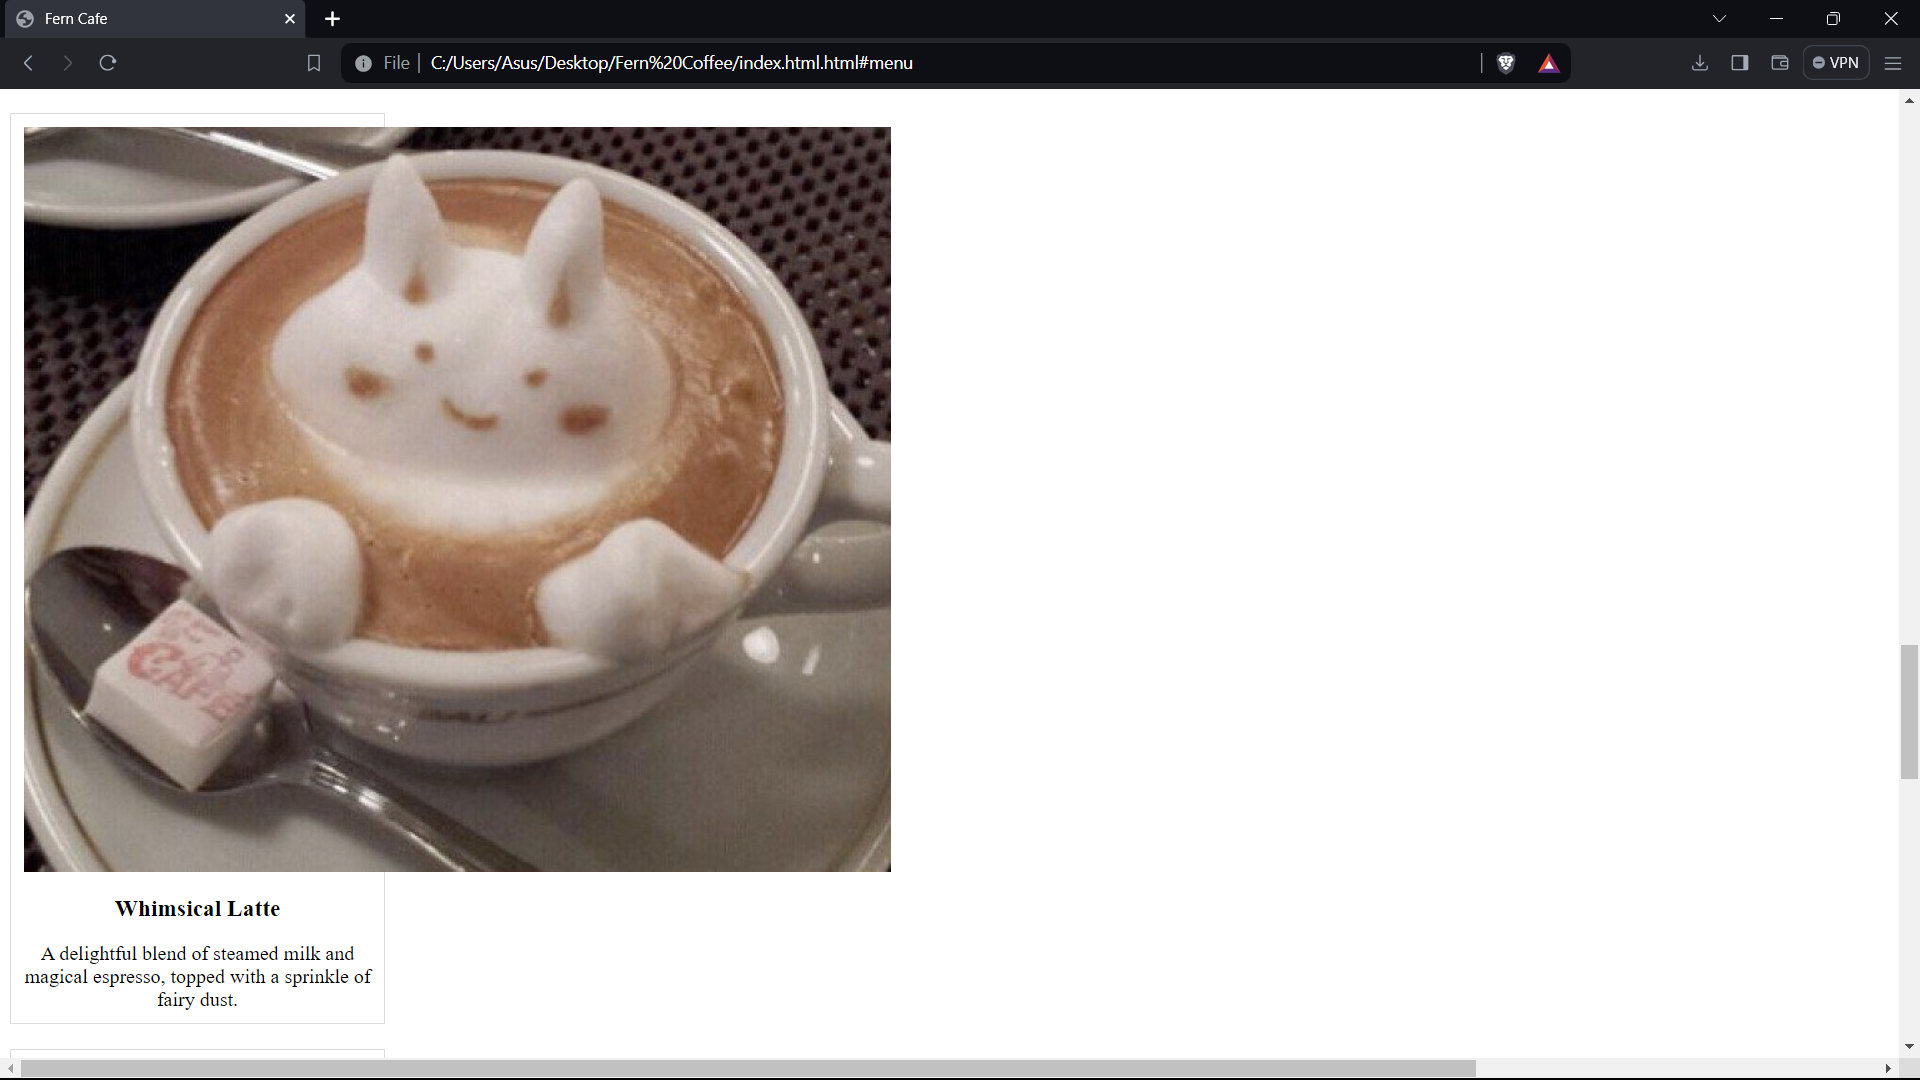 Fern Cafe
File
C:/Users/Asus/Desktop/Fern%20Coffee/index.html.html#menu
VPN
CAFE
Whimsical Latte
A delightful blend of steamed milk and
magical espresso, topped with a sprinkle of
fairy dust.